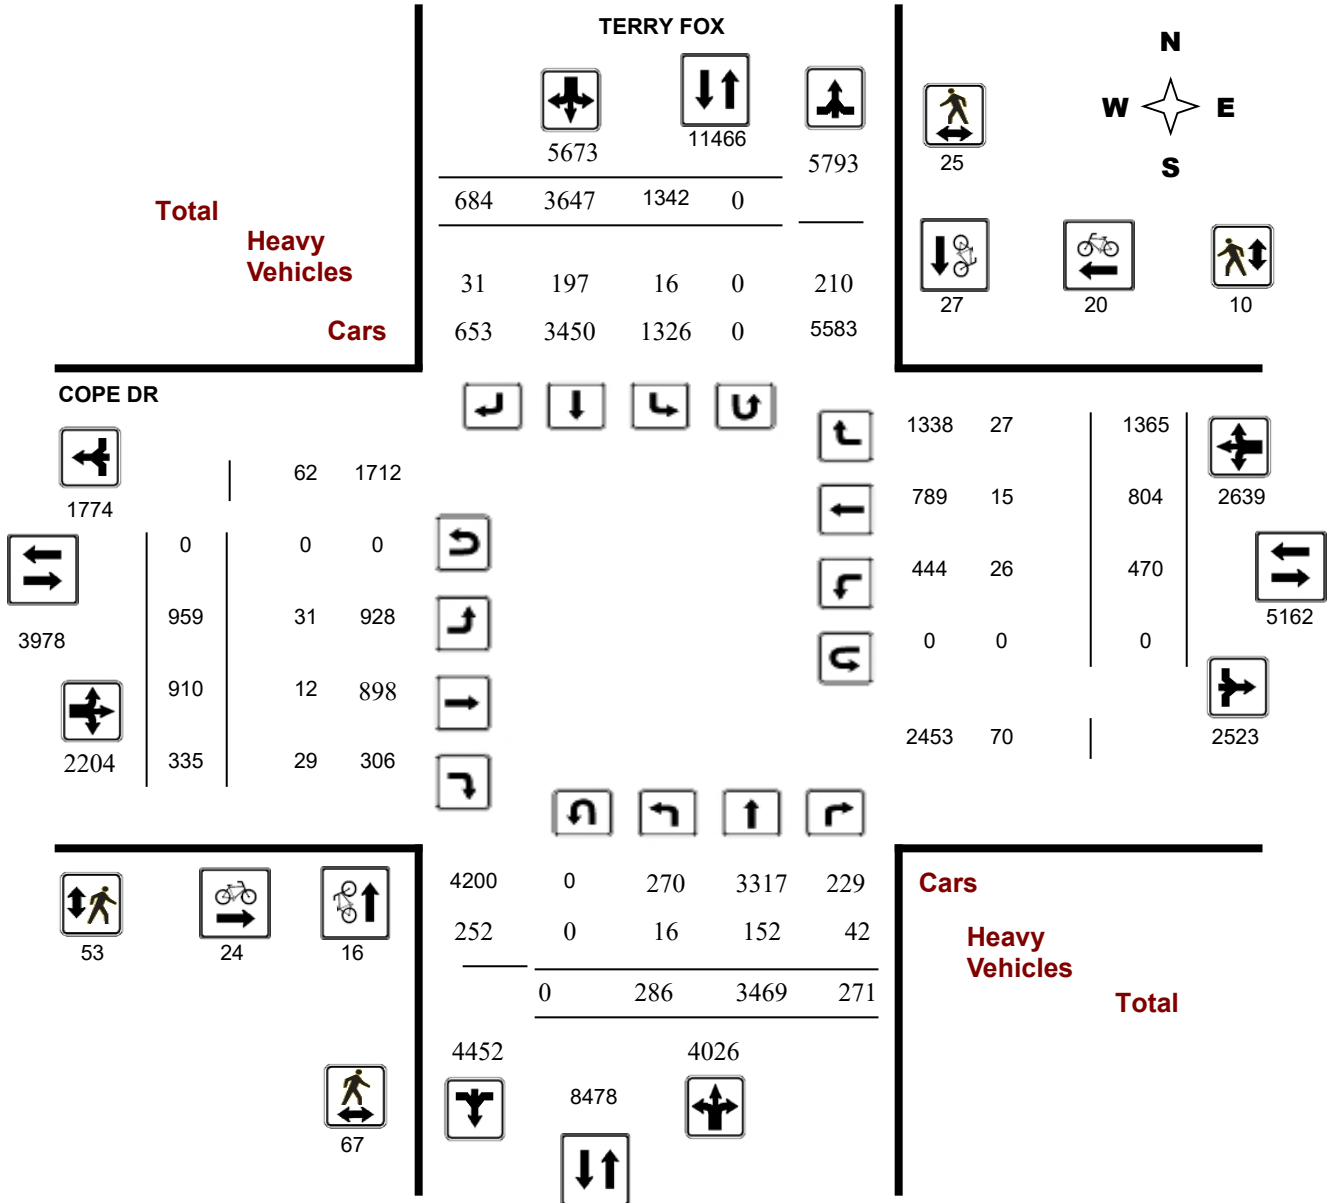 TERRY FOX
N
W E
S
5673 11466 5793 25
684 3647 1342 0
Total
Heavy
Vehicles
31 197 16 0 210
27 20 10
Cars 653 3450 1326 0 5583
COPE DR
1338 27 1365
62 1712
1774
789 15 804 2639
0 0 0
444 26 470
959 31 928
5162
3978
0 0 0
910 12 898
2453 70 2523
2204 335 29 306
4200 0 270 3317 229 Cars
252 0 16 152 42 Heavy
Vehicles
53 24 16
0 286 3469 271 Total
4452 4026
8478
67